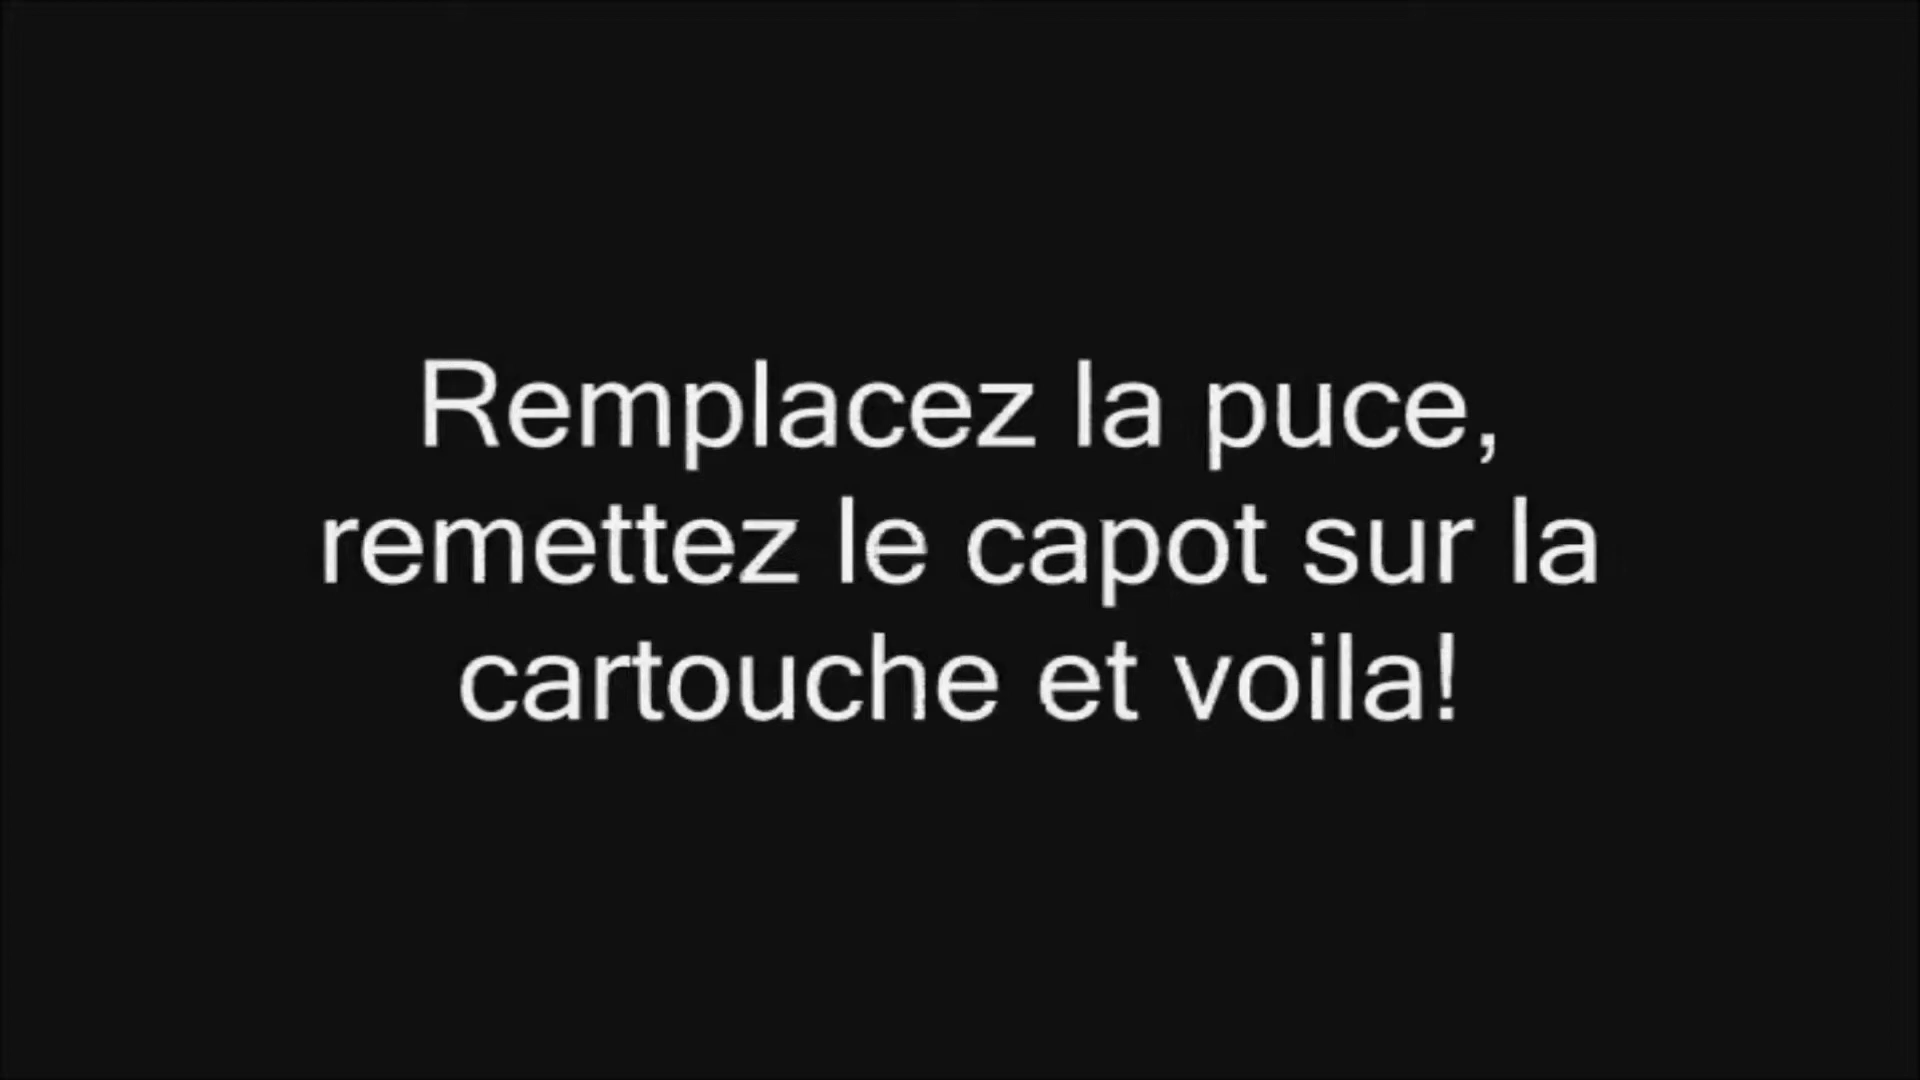 Remplacez la puce,
remettez le capot sur la
cartouche et voila!